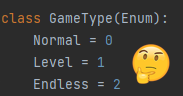 class GameType(Enum):
    Normal = 0
    Level = 1
    Endless = 2